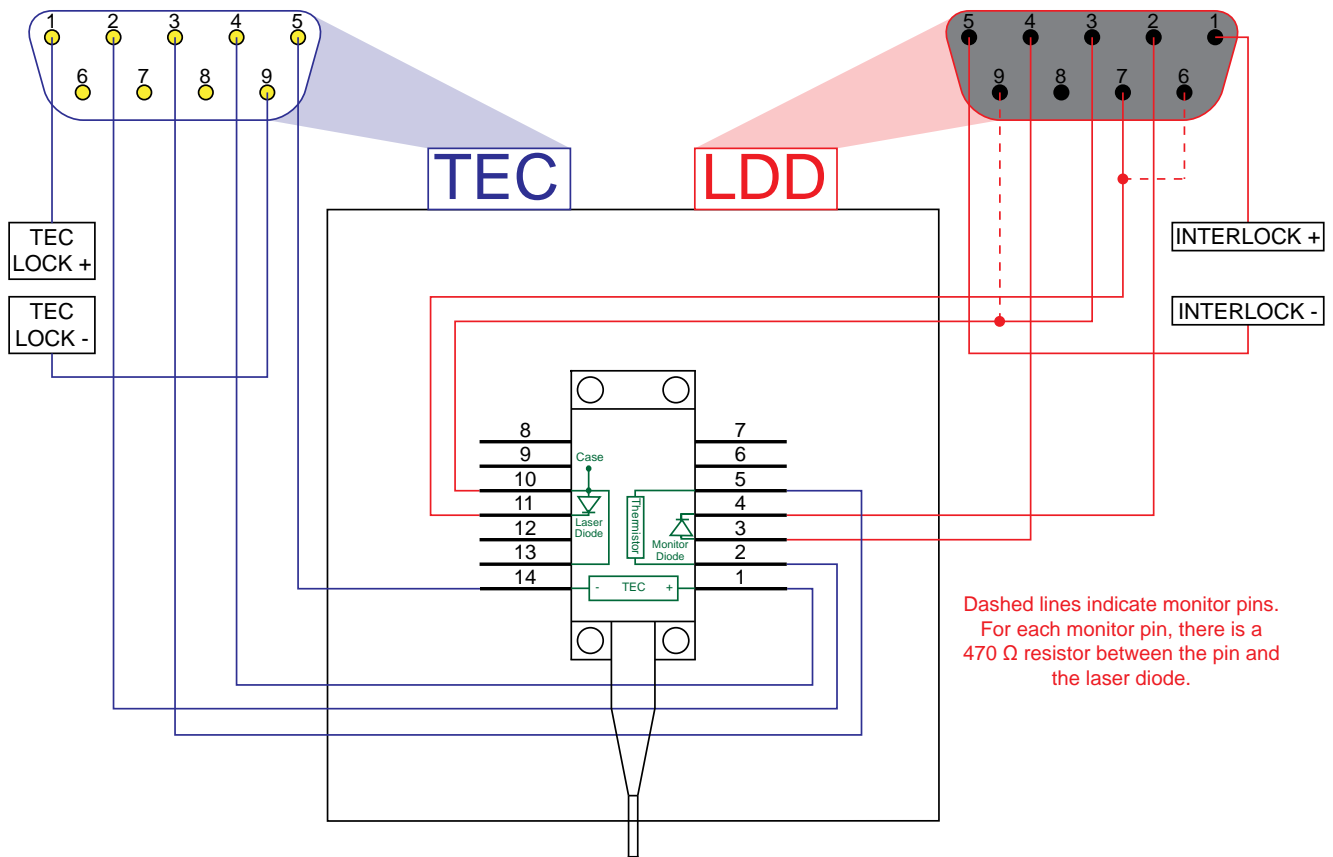 1 2 3 4 5
6 7 8 9
5 4 3 2 1
9 8 7 6
TEC
LDD
TEC
LOCK +
TEC
LOCK -
INTERLOCK +
INTERLOCK -
8
9
10
11
12
13
14
7
6
5
4
3
2
1
Case
Laser
Diode
Thermistor
Monitor
Diode
- TEC +
Dashed lines indicate monitor pins.
For each monitor pin, there is a
470 Ω resistor between the pin and
the laser diode.